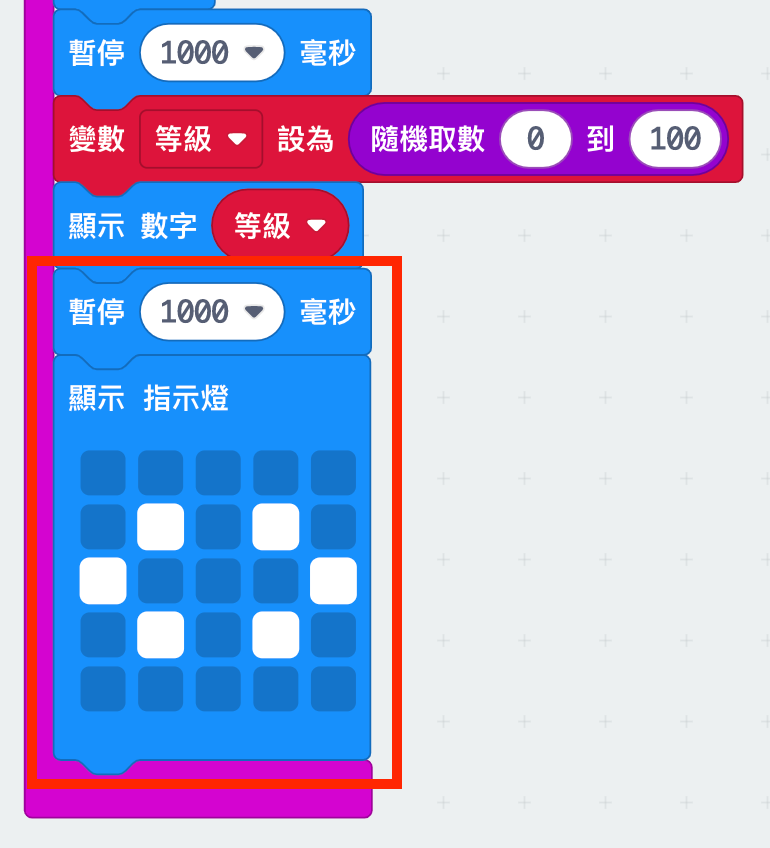 暫停 1000 毫秒
變數 等級 設為 隨機取數 0 到 100
顯示 數字 等級
暫停 1000 毫秒
顯示 指示燈